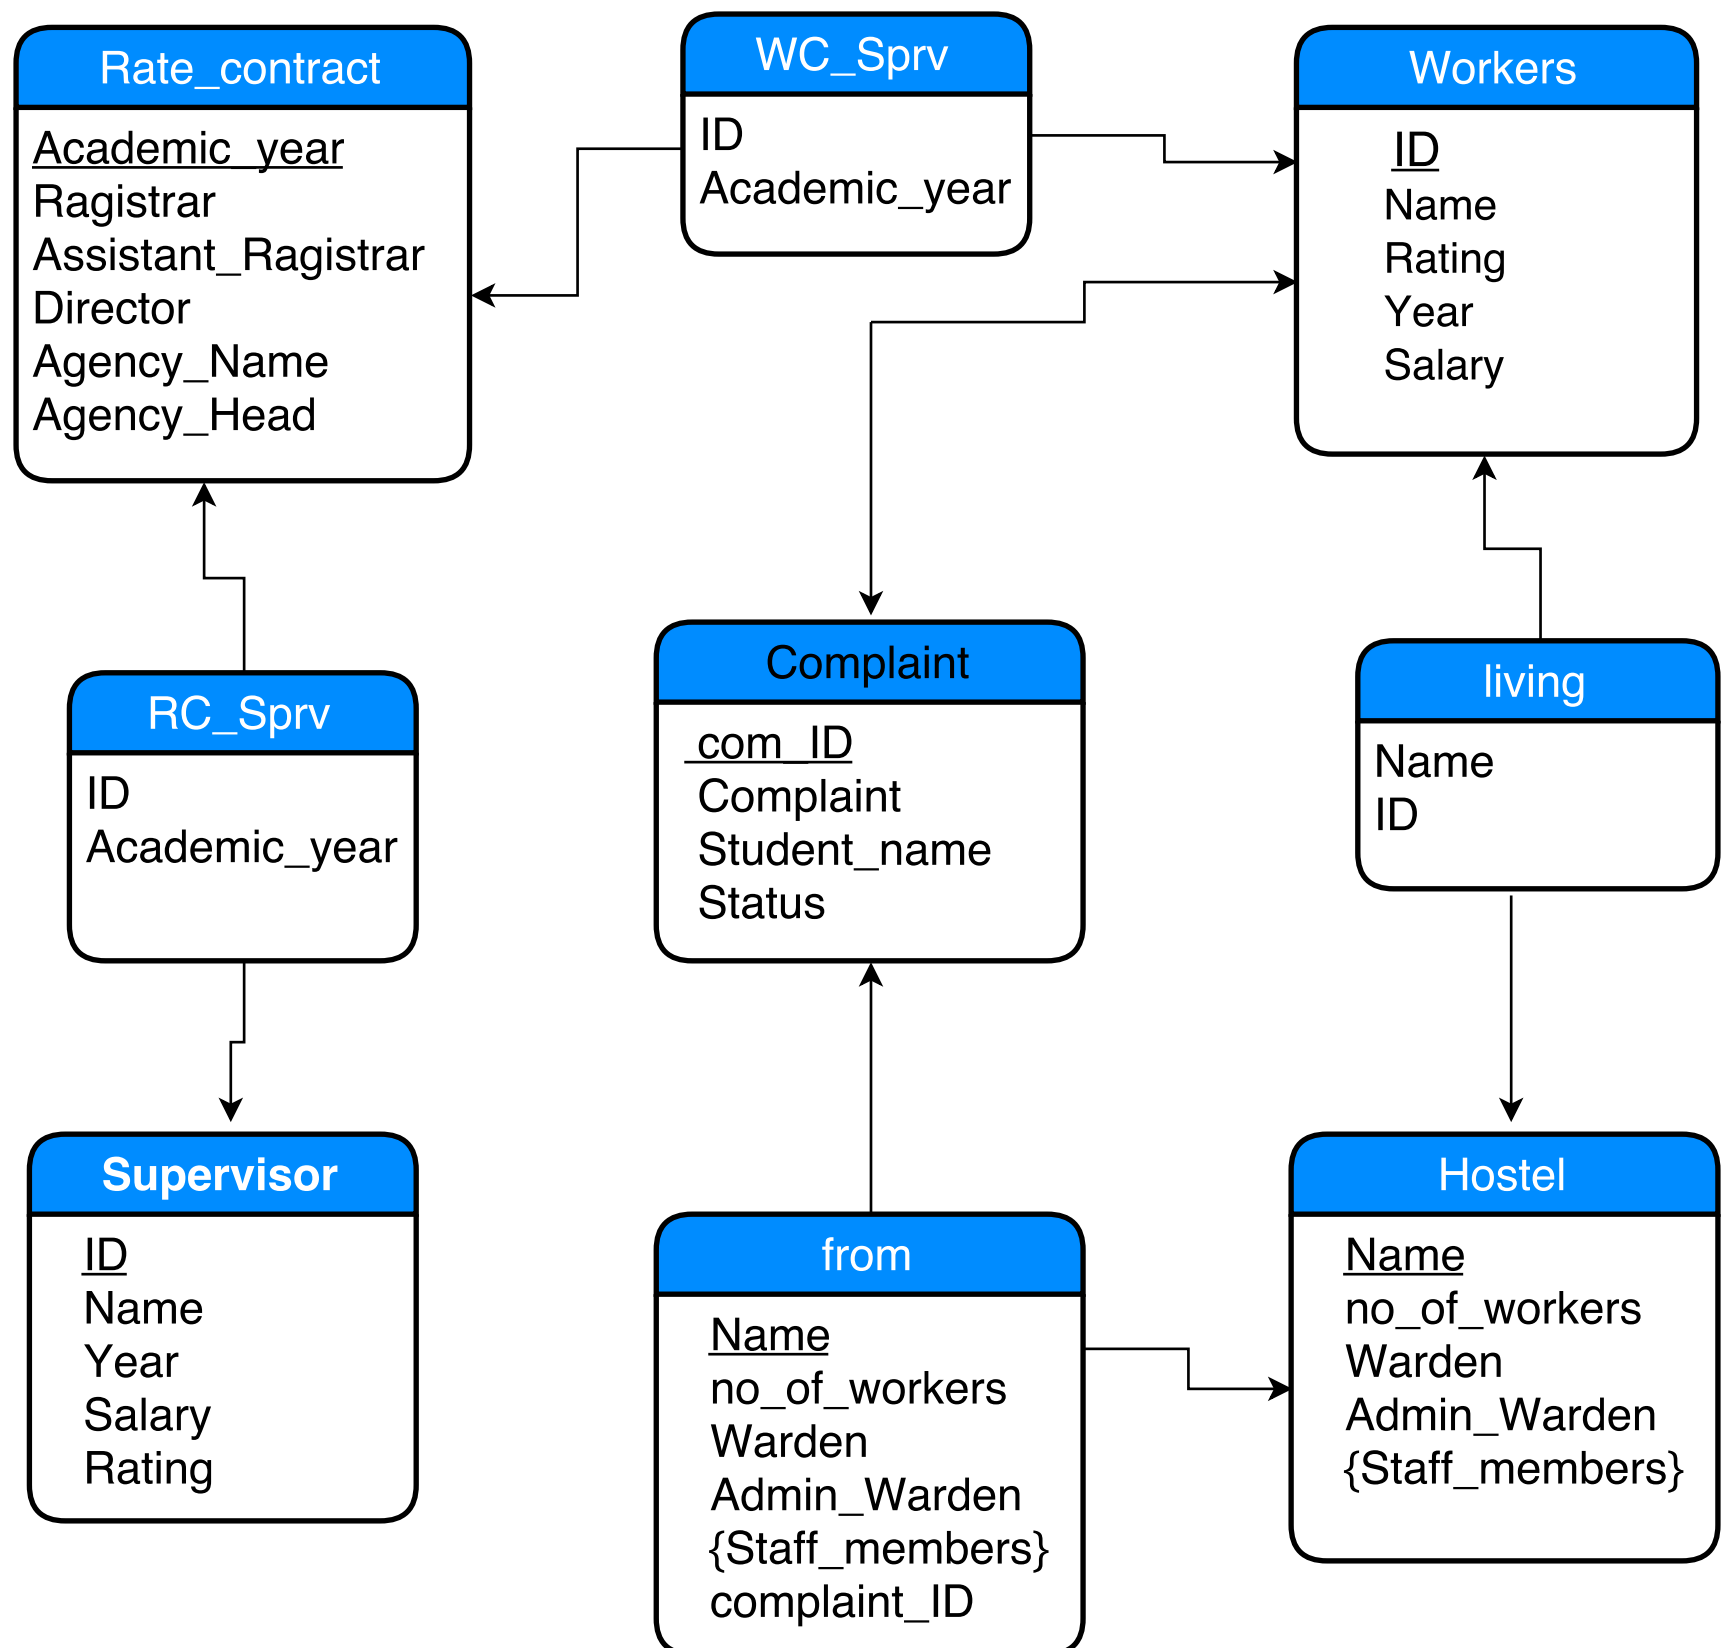 Rate_contract
Academic_year
Ragistrar
Assistant_Ragistrar
Director
Agency_Name
Agency_Head
WC_Sprv
ID
Academic_year
Workers
ID
Name
Rating
Year
Salary
RC_Sprv
ID
Academic_year
Complaint
com_ID
Complaint
Student_name
Status
living
Name
ID
Supervisor
ID
Name
Year
Salary
Rating
from
Name
no_of_workers
Warden
Admin_Warden
{Staff_members}
complaint_ID
Hostel
Name
no_of_workers
Warden
Admin_Warden
{Staff_members}